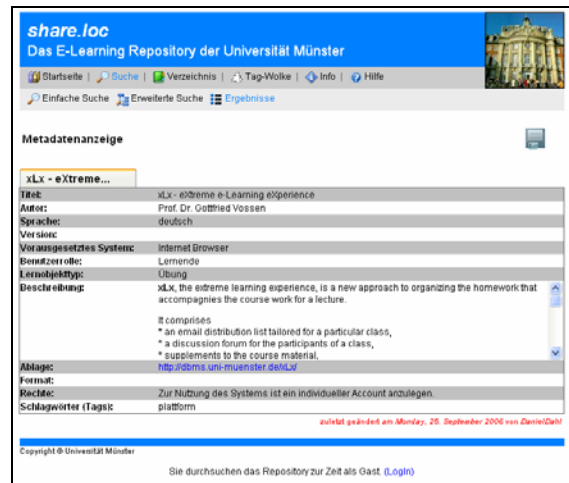 share.loc
Das E-Learning Repository der Universität Münster
Startseite | Suche | Verzeichnis | Tag-Wolke | Info | Hilfe
Einfache Suche Erweiterte Suche Ergebnisse
Metadatenanzeige
xLx - eXtreme...
Titel: xLx - eXtreme e-Learning eXperience
Autor: Prof. Dr. Gottfried Vossen
Sprache: deutsch
Version:
Vorausgesetztes System: Internet Browser
Benutzerrolle: Lernende
Lernobjekttyp: Übung
Beschreibung: xLx, the extreme learning experience, is a new approach to organizing the homework that
accompagnies the course work for a lecture.
It comprises
* an email distribution list tailored for a particular class,
* a discussion forum for the participants of a class,
* supplements to the course material,
Ablage: http://dbms.uni-muenster.de/xLx/
Format:
Rechte: Zur Nutzung des Systems ist ein individueller Account anzulegen.
Schlagwörter (Tags): plattform
zuletzt geändert am Monday, 25. September 2006 von DanielDahl
Copyright © Universität Münster
Sie durchsuchen das Repository zur Zeit als Gast. (LogIn)